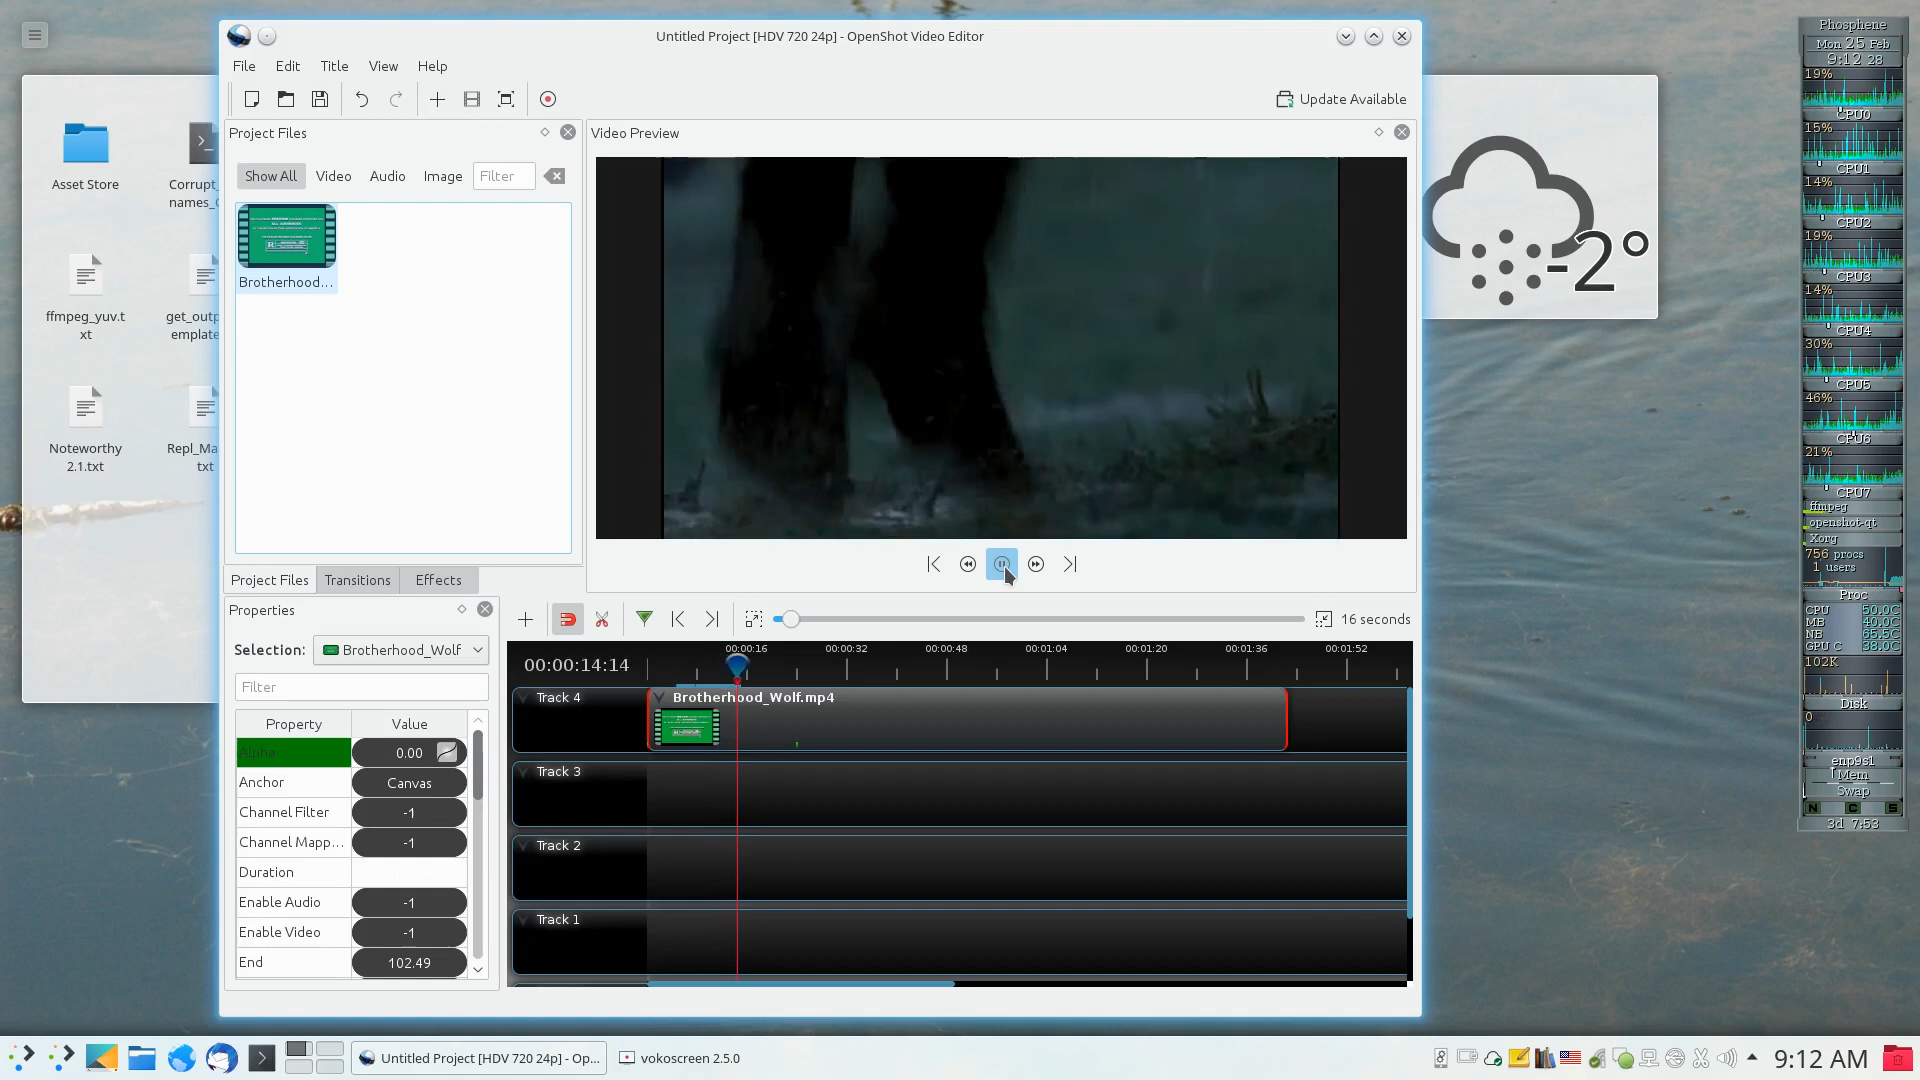 Untitled Project [HDV 720 24p] - OpenShot Video Editor
File Edit Title View Help
Update Available
Project Files
Video Preview
Show All Video Audio Image Filter
Brotherhood...
Project Files Transitions Effects
Properties
Selection: Brotherhood_Wolf
Filter
Property Value
Alpha 0.00
Anchor Canvas
Channel Filter -1
Channel Mapp... -1
Duration
Enable Audio -1
Enable Video -1
End 102.49
16 seconds
00:00:14:14
00:00:16 00:00:32 00:00:48 00:01:04 00:01:20 00:01:36 00:01:52
Track 4
Brotherhood_Wolf.mp4
Track 3
Track 2
Track 1
Asset Store
Corrupt_
names_
ffmpeg_yuv.t
xt
get_outp
emplate
Noteworthy
2.1.txt
Repl_Ma
txt
-2°
Phosphene
Mon 25 Feb
9:12 28
19%
CPU0
15%
CPU1
14%
CPU2
19%
CPU3
14%
CPU4
30%
CPU5
46%
CPU6
21%
CPU7
ffmpeg
openshot-qt
Xorg
756 procs
1 users
Proc
CPU 50.0C
MB 40.0C
NB 65.5C
GPU C 38.0C
102K
Disk
0
enp9s1
Mem
Swap
N C S
3d 7:53
Untitled Project [HDV 720 24p] - Op...
vokoscreen 2.5.0
9:12 AM